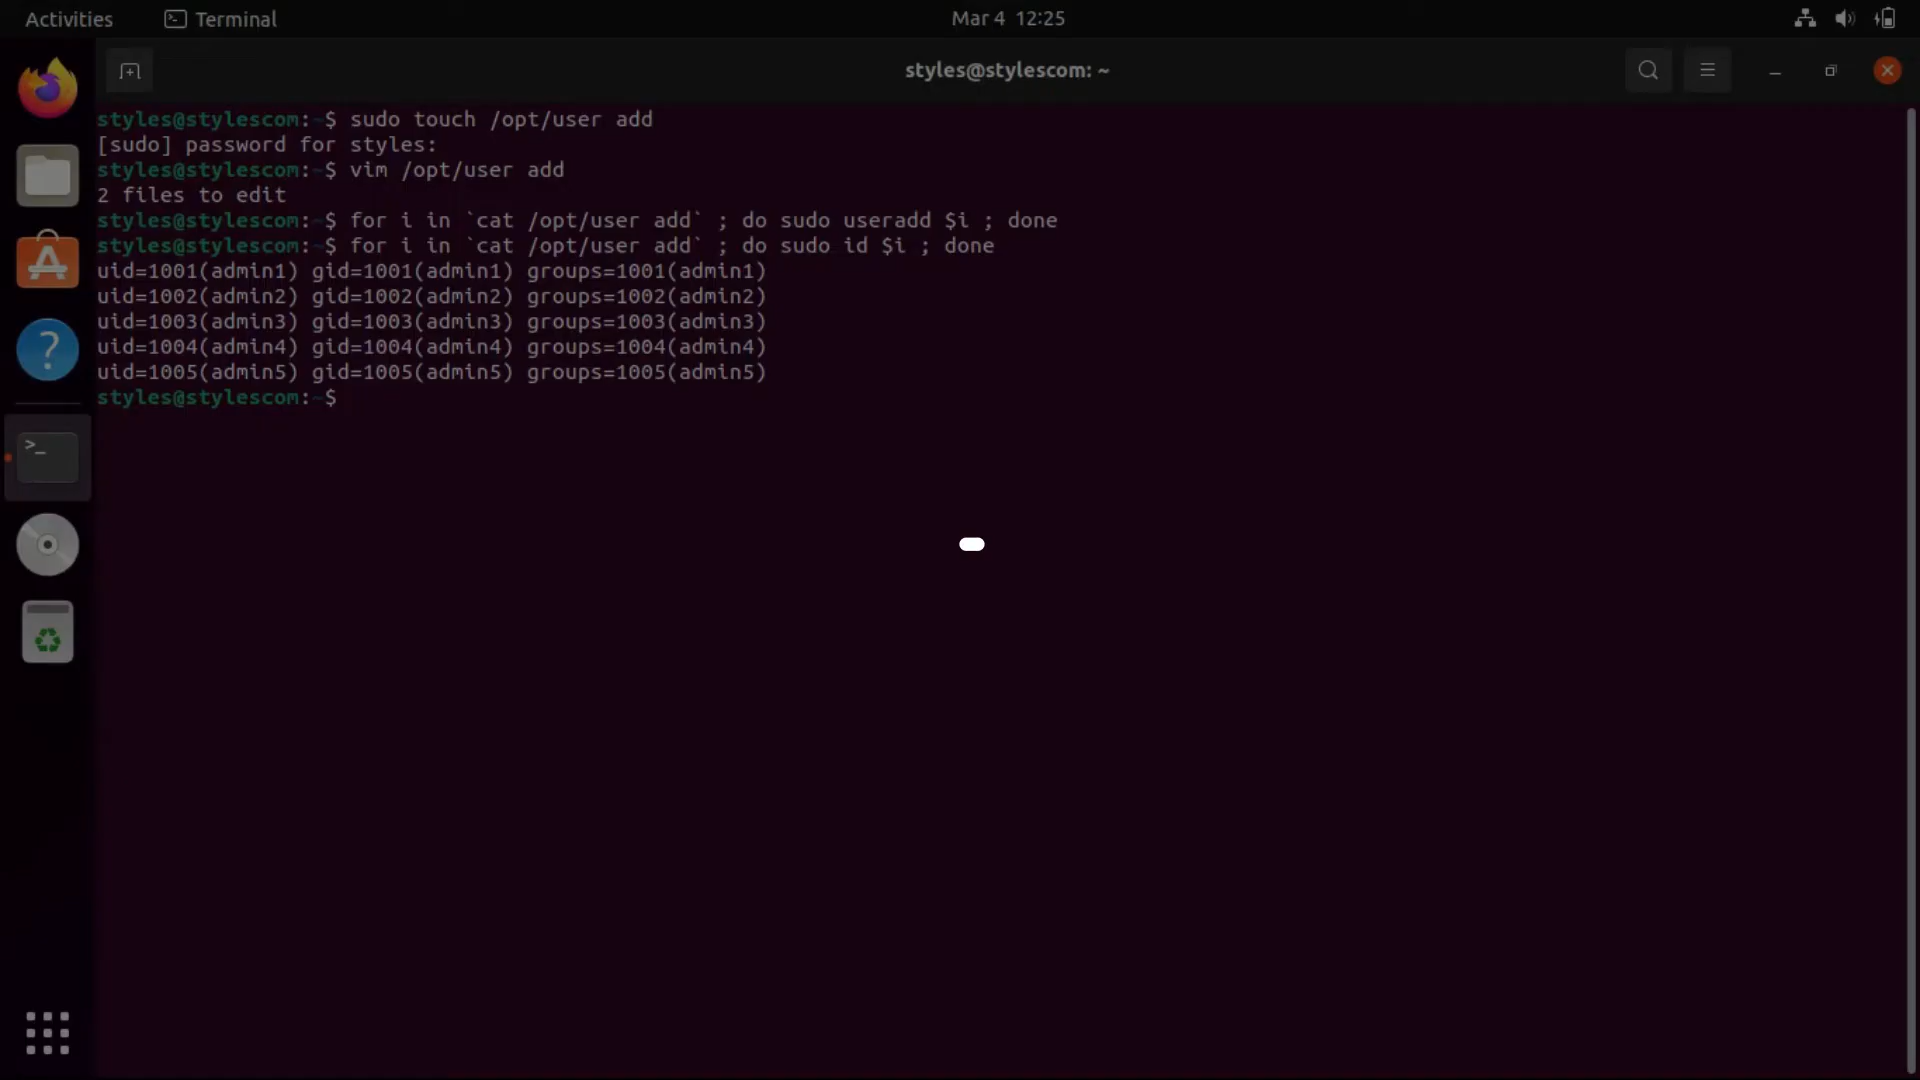 Activities
Terminal
Mar 4 12:25
styles@stylescom: ~
styles@stylescom:~$ sudo touch /opt/user add
[sudo] password for styles:
styles@stylescom:~$ vim /opt/user add
2 files to edit
styles@stylescom:~$ for i in `cat /opt/user add` ; do sudo useradd $i ; done
styles@stylescom:~$ for i in `cat /opt/user add` ; do sudo id $i ; done
uid=1001(admin1) gid=1001(admin1) groups=1001(admin1)
uid=1002(admin2) gid=1002(admin2) groups=1002(admin2)
uid=1003(admin3) gid=1003(admin3) groups=1003(admin3)
uid=1004(admin4) gid=1004(admin4) groups=1004(admin4)
uid=1005(admin5) gid=1005(admin5) groups=1005(admin5)
styles@stylescom:~$